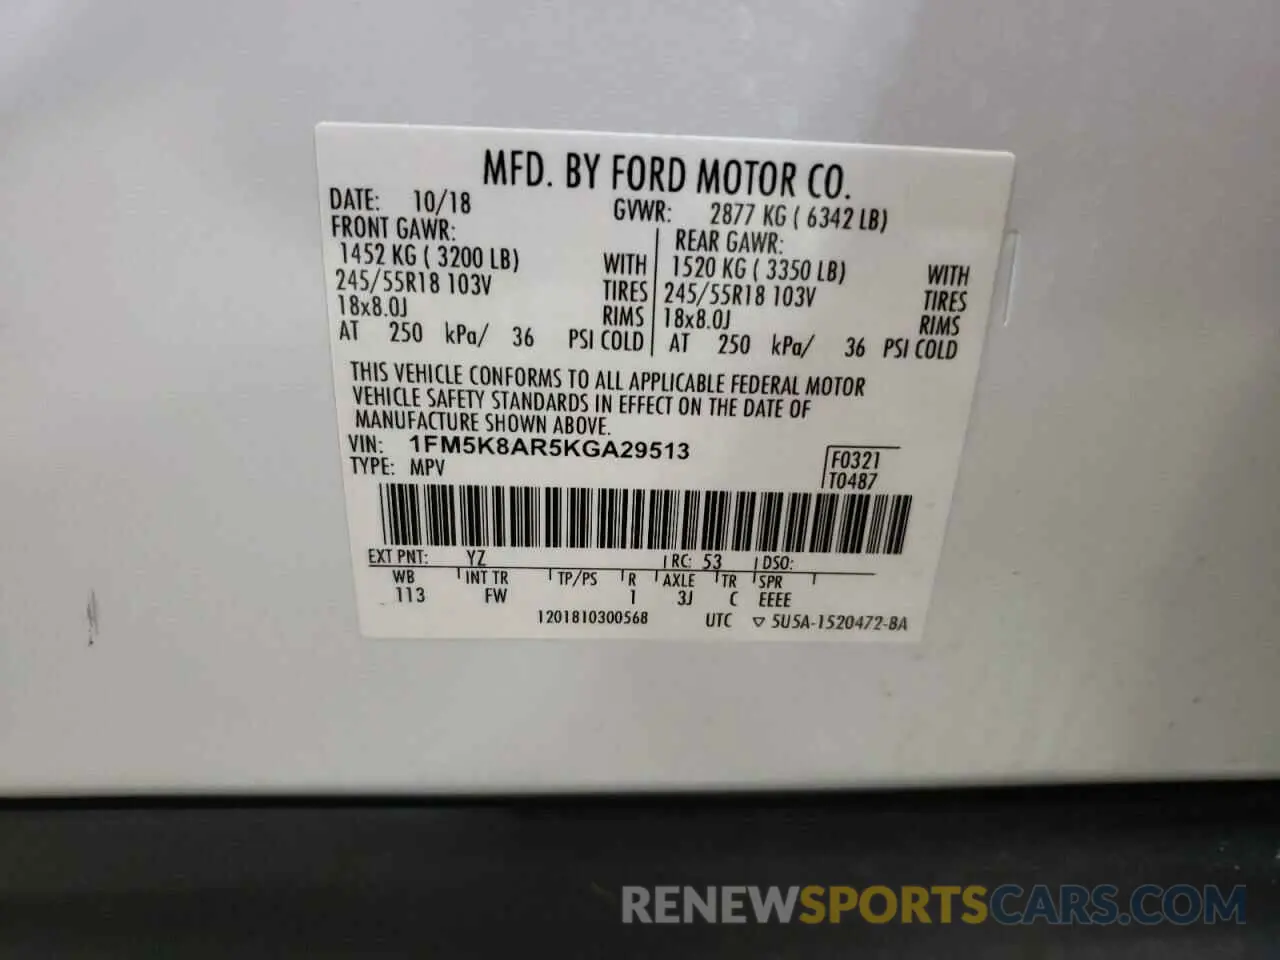 MFD. BY FORD MOTOR CO.
DATE: 10/18 GVWR: 2877 KG ( 6342 LB)
FRONT GAWR: REAR GAWR:
1452 KG ( 3200 LB) WITH 1520 KG ( 3350 LB) WITH
245/55R18 103V TIRES 245/55R18 103V TIRES
18x8.0J RIMS 18x8.0J RIMS
AT 250 kPa/ 36 PSI COLD AT 250 kPa/ 36 PSI COLD
THIS VEHICLE CONFORMS TO ALL APPLICABLE FEDERAL MOTOR
VEHICLE SAFETY STANDARDS IN EFFECT ON THE DATE OF
MANUFACTURE SHOWN ABOVE.
VIN: 1FM5K8AR5KGA29513 F0321
TYPE: MPV T0487
EXT PNT: YZ RC: 53 DSO:
WB INT TR TP/PS R AXLE TR SPR
113 FW 1 3J C EEEE
1201810300568 UTC ▽ 5U5A-1520472-BA
RENEWSPORTSCARS.COM